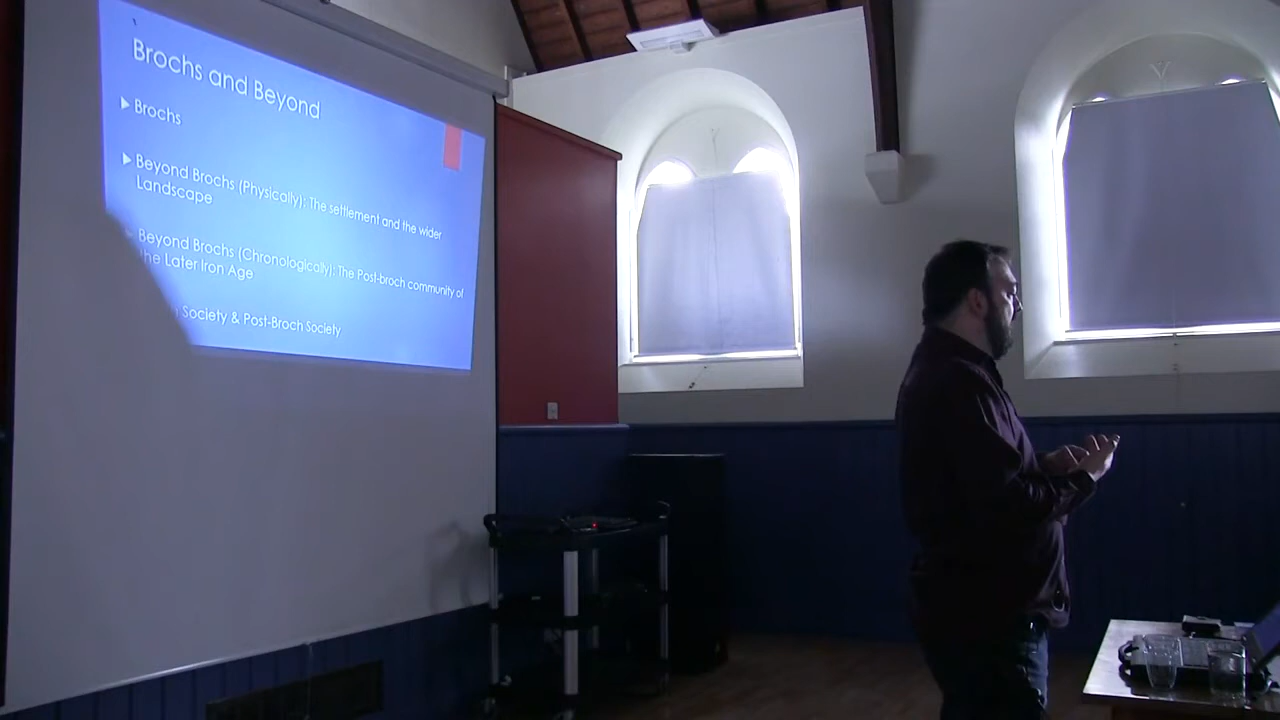 Brochs and Beyond
Brochs
Beyond Brochs (Physically): The settlement and the wider
Landscape
Beyond Brochs (Chronologically): The Post-broch community of
the Later Iron Age
Society & Post-Broch Society